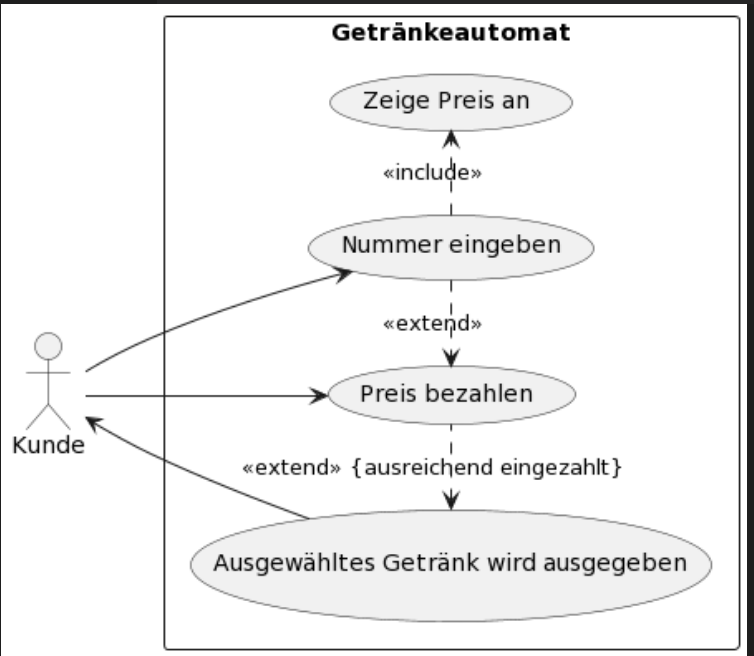 Getränkeautomat
Zeige Preis an
«include»
Nummer eingeben
«extend»
Preis bezahlen
Kunde
«extend» {ausreichend eingezahlt}
Ausgewähltes Getränk wird ausgegeben